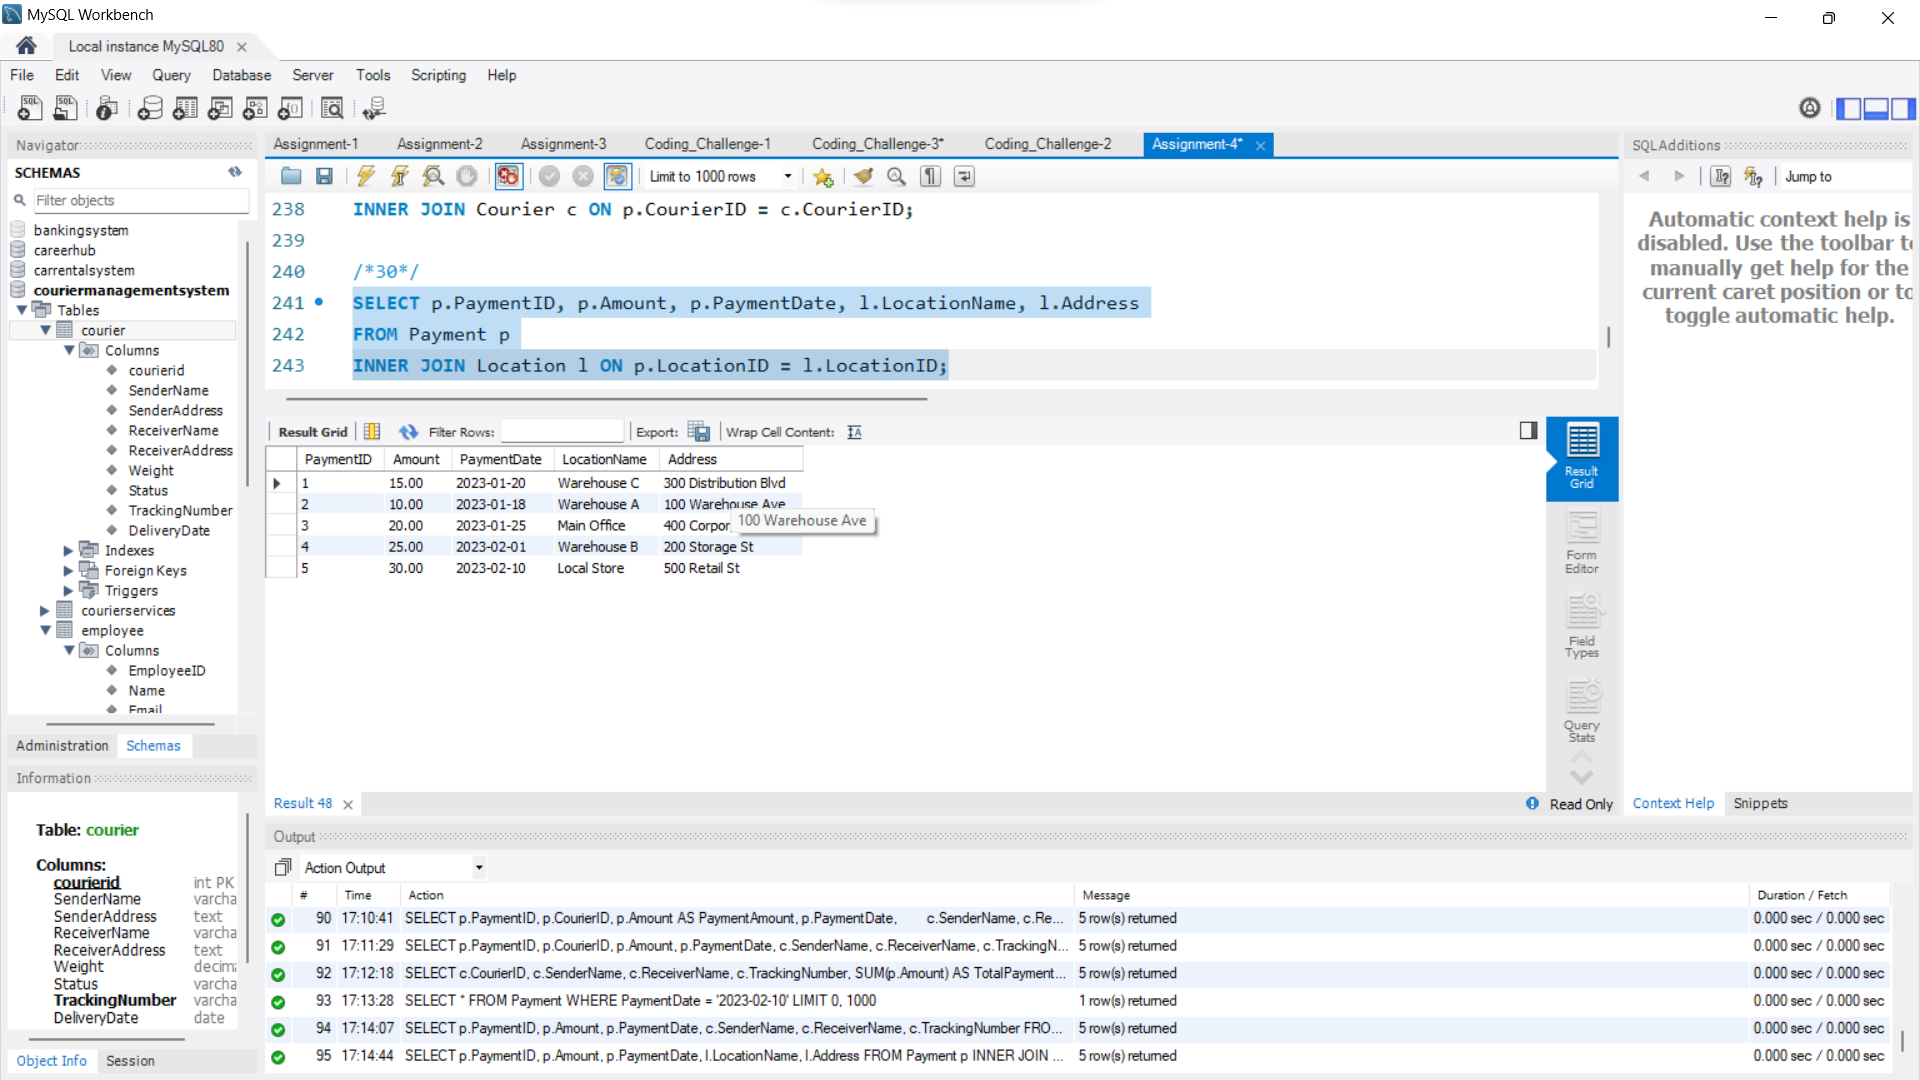 MySQL Workbench
Local instance MySQL80
File Edit View Query Database Server Tools Scripting Help
Navigator
SCHEMAS
Filter objects
bankingsystem
careerhub
carrentalsystem
couriermanagementsystem
Tables
courier
Columns
courierid
SenderName
SenderAddress
ReceiverName
ReceiverAddress
Weight
Status
TrackingNumber
DeliveryDate
Indexes
Foreign Keys
Triggers
courierservices
employee
Columns
EmployeeID
Name
Email
Administration Schemas
Information
Table: courier
Columns:
courierid int PK
SenderName varcha
SenderAddress text
ReceiverName varcha
ReceiverAddress text
Weight decim
Status varcha
TrackingNumber varcha
DeliveryDate date
Object Info Session
Assignment-1 Assignment-2 Assignment-3 Coding_Challenge-1 Coding_Challenge-3* Coding_Challenge-2 Assignment-4*
Limit to 1000 rows
238 INNER JOIN Courier c ON p.CourierID = c.CourierID;
239
240 /*30*/
241 SELECT p.PaymentID, p.Amount, p.PaymentDate, l.LocationName, l.Address
242 FROM Payment p
243 INNER JOIN Location l ON p.LocationID = l.LocationID;
Result Grid Filter Rows: Export: Wrap Cell Content:
PaymentID Amount PaymentDate LocationName Address
1 15.00 2023-01-20 Warehouse C 300 Distribution Blvd
2 10.00 2023-01-18 Warehouse A 100 Warehouse Ave
3 20.00 2023-01-25 Main Office 400 Corpor
100 Warehouse Ave
4 25.00 2023-02-01 Warehouse B 200 Storage St
5 30.00 2023-02-10 Local Store 500 Retail St
Result Grid
Form Editor
Field Types
Query Stats
Result 48
Read Only
SQLAdditions
Jump to
Automatic context help is
disabled. Use the toolbar t
manually get help for the
current caret position or to
toggle automatic help.
Context Help Snippets
Output
Action Output
# Time Action Message Duration / Fetch
90 17:10:41 SELECT p.PaymentID, p.CourierID, p.Amount AS PaymentAmount, p.PaymentDate, c.SenderName, c.Re... 5 row(s) returned 0.000 sec / 0.000 sec
91 17:11:29 SELECT p.PaymentID, p.CourierID, p.Amount, p.PaymentDate, c.SenderName, c.ReceiverName, c.TrackingN... 5 row(s) returned 0.000 sec / 0.000 sec
92 17:12:18 SELECT c.CourierID, c.SenderName, c.ReceiverName, c.TrackingNumber, SUM(p.Amount) AS TotalPayment... 5 row(s) returned 0.000 sec / 0.000 sec
93 17:13:28 SELECT * FROM Payment WHERE PaymentDate = '2023-02-10' LIMIT 0, 1000 1 row(s) returned 0.000 sec / 0.000 sec
94 17:14:07 SELECT p.PaymentID, p.Amount, p.PaymentDate, c.SenderName, c.ReceiverName, c.TrackingNumber FRO... 5 row(s) returned 0.000 sec / 0.000 sec
95 17:14:44 SELECT p.PaymentID, p.Amount, p.PaymentDate, l.LocationName, l.Address FROM Payment p INNER JOIN ... 5 row(s) returned 0.000 sec / 0.000 sec